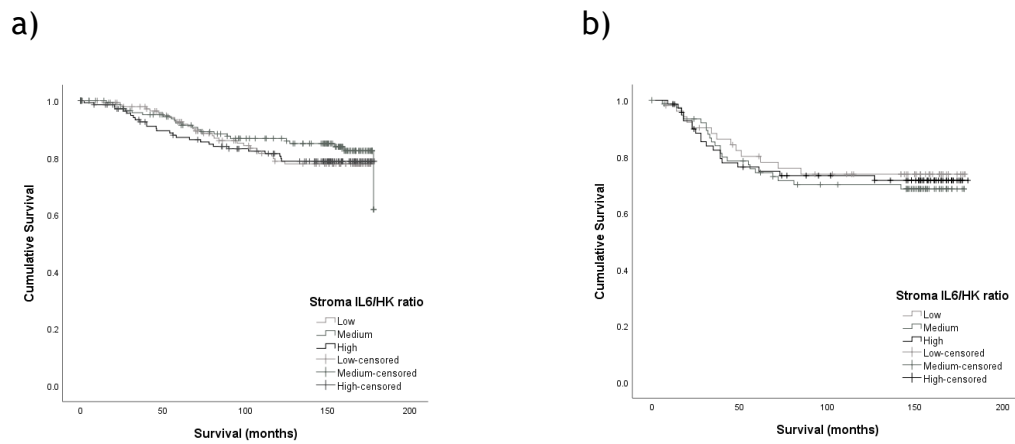 a)
Cumulative Survival
1.0
0.8
0.6
0.4
0.2
0.0
0
50
100
150
200
Survival (months)
Stroma IL6/HK ratio
Low
Medium
High
Low-censored
Medium-censored
High-censored
b)
Cumulative Survival
1.0
0.8
0.6
0.4
0.2
0.0
0
50
100
150
200
Survival (months)
Stroma IL6/HK ratio
Low
Medium
High
Low-censored
Medium-censored
High-censored